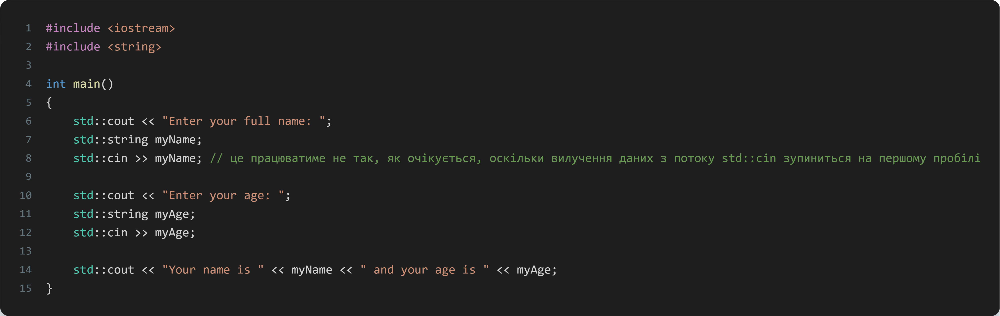 1 #include <iostream>
2 #include <string>
3
4 int main()
5 {
6     std::cout << "Enter your full name: ";
7     std::string myName;
8     std::cin >> myName; // це працюватиме не так, як очікується, оскільки вилучення даних з потоку std::cin зупиниться на першому пробілі
9
10     std::cout << "Enter your age: ";
11     std::string myAge;
12     std::cin >> myAge;
13
14     std::cout << "Your name is " << myName << " and your age is " << myAge;
15 }